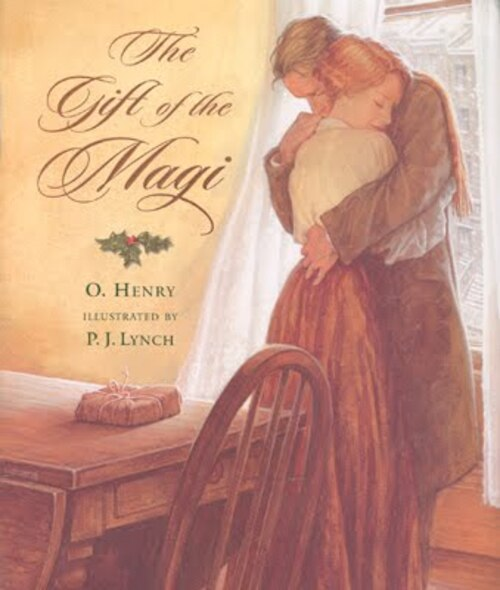 The
Gift of the
Magi
O. HENRY
ILLUSTRATED BY
P. J. LYNCH